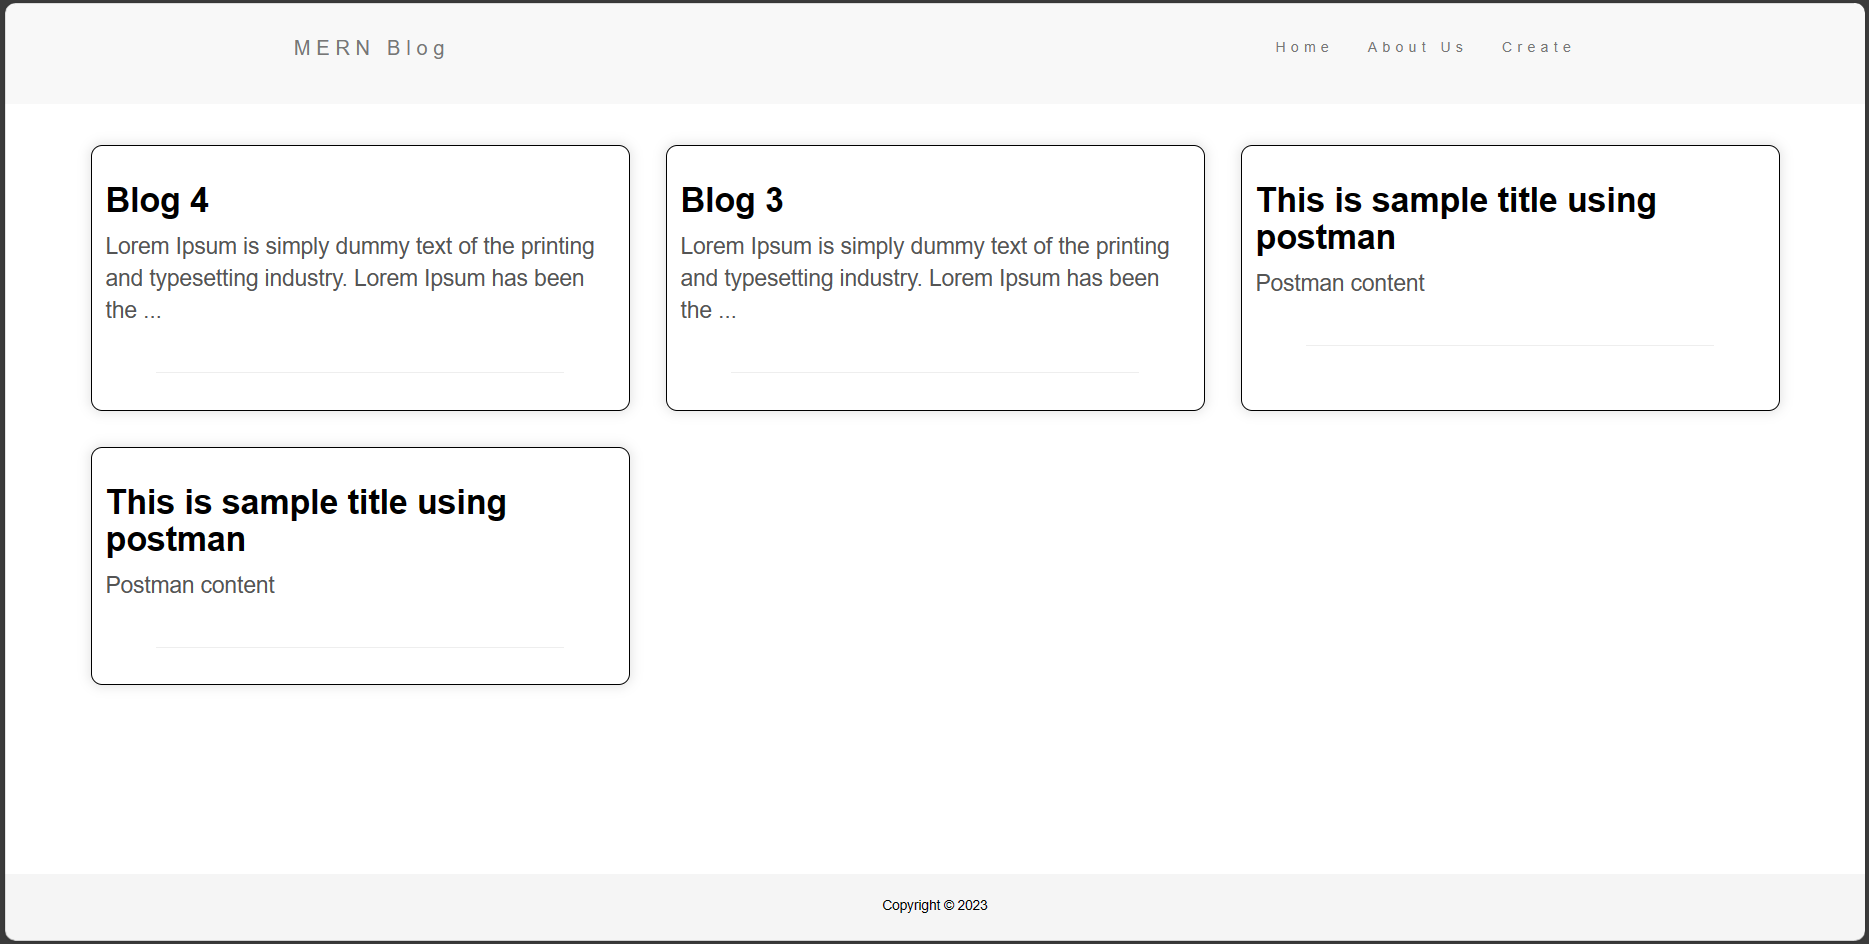 MERN Blog
Home About Us Create
Blog 4
Lorem Ipsum is simply dummy text of the printing
and typesetting industry. Lorem Ipsum has been
the ...
Blog 3
Lorem Ipsum is simply dummy text of the printing
and typesetting industry. Lorem Ipsum has been
the ...
This is sample title using
postman
Postman content
This is sample title using
postman
Postman content
Copyright © 2023